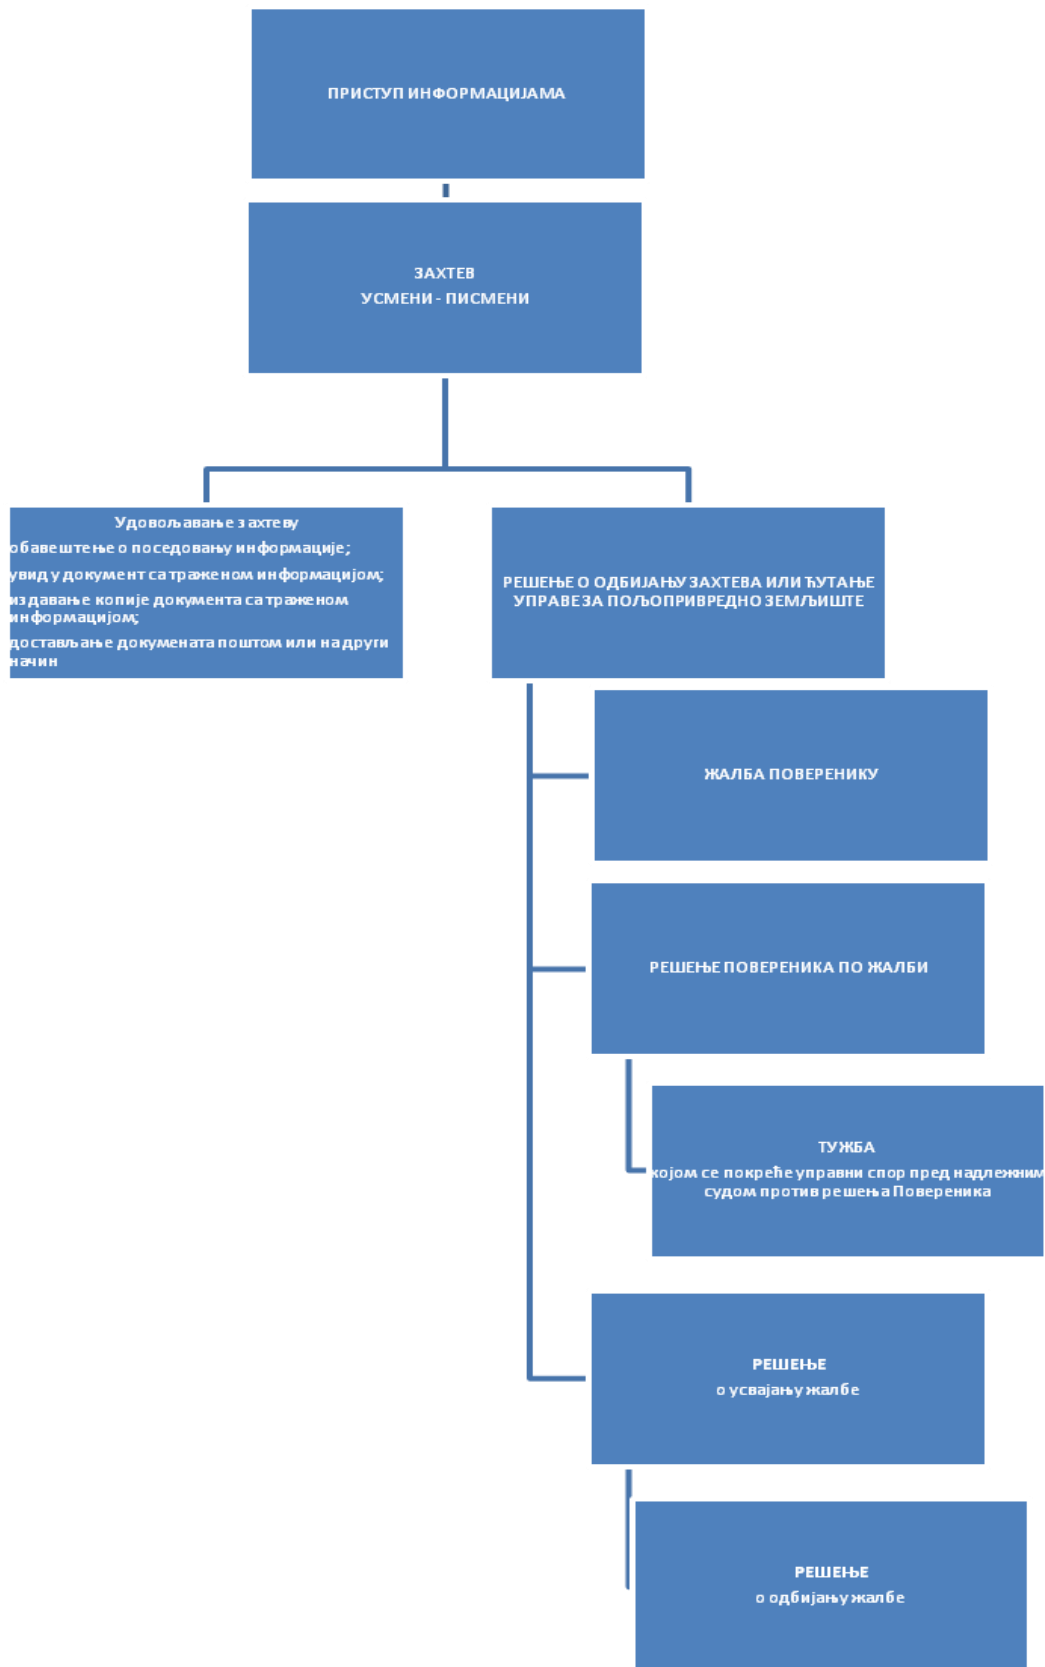 ПРИСТУП ИНФОРМАЦИЈАМА
ЗАХТЕВ
УСМЕНИ - ПИСМЕНИ
Удовољавање захтеву
обавештење о поседовању информације;
увид у документ са траженом информацијом;
издавање копије документа са траженом
информацијом;
достављање докумената поштом или на други
начин
РЕШЕЊЕ О ОДБИЈАЊУ ЗАХТЕВА ИЛИ ЋУТАЊЕ
УПРАВЕ ЗА ПОЉОПРИВРЕДНО ЗЕМЉИШТЕ
ЖАЛБА ПОВЕРЕНИКУ
РЕШЕЊЕ ПОВЕРЕНИКА ПО ЖАЛБИ
ТУЖБА
којом се покреће управни спор пред надлежним
судом против решења Повереника
РЕШЕЊЕ
о усвајању жалбе
РЕШЕЊЕ
о одбијању жалбе